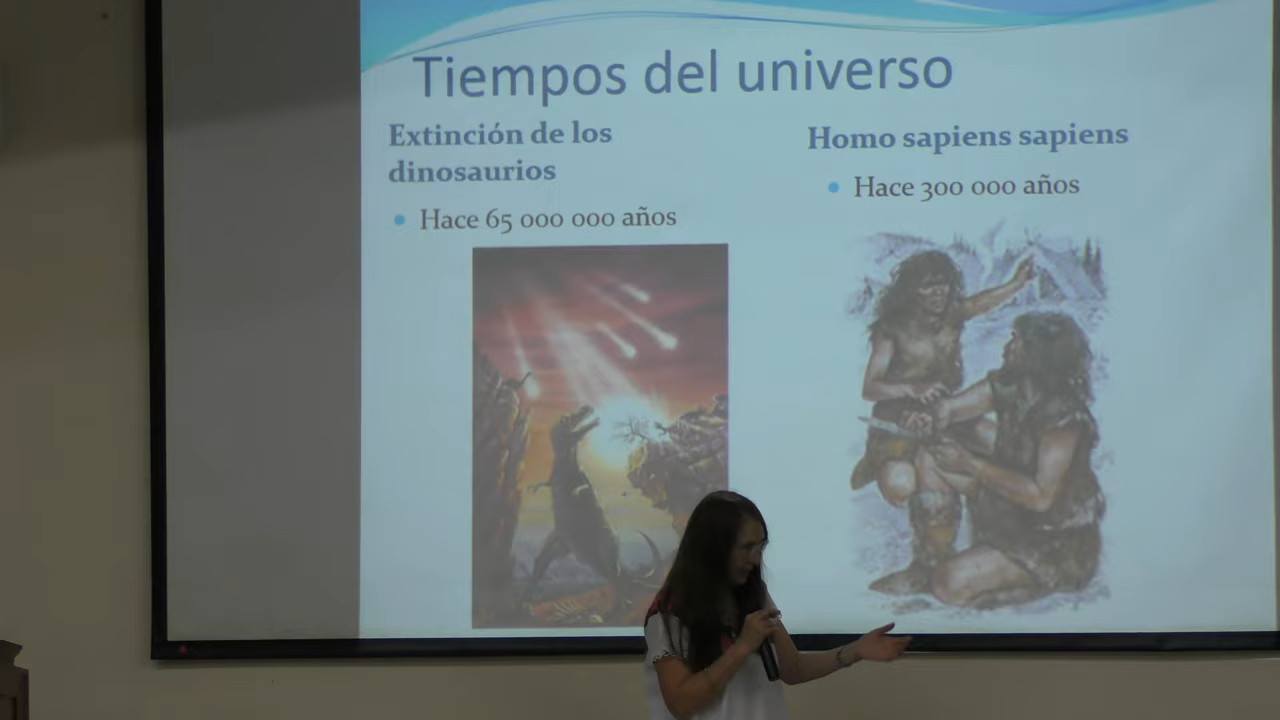 Tiempos del universo
Extinción de los
dinosaurios
Hace 65 000 000 años
Homo sapiens sapiens
Hace 300 000 años